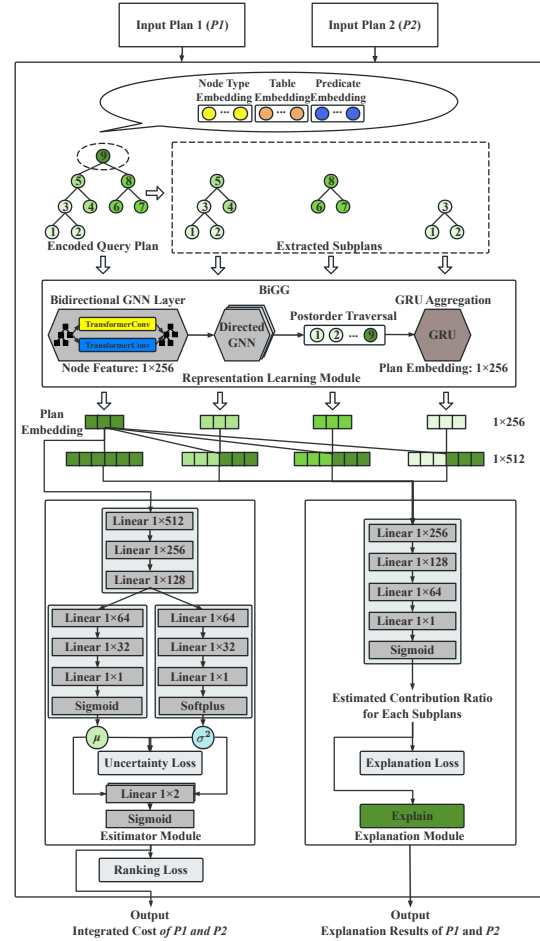 Input Plan 1 (P1)
Input Plan 2 (P2)
Node Type Embedding
Table Embedding
Predicate Embedding
...
...
...
9
5
8
3
4
6
7
1
2
Encoded Query Plan
5
3
4
1
2
8
6
7
3
1
2
Extracted Subplans
BiGG
Bidirectional GNN Layer
TransformerConv
TransformerConv
Node Feature: 1×256
Directed
GNN
Postorder Traversal
1 2 ... 9
GRU Aggregation
GRU
Plan Embedding: 1×256
Representation Learning Module
Plan
Embedding
1×256
1×512
Linear 1×512
Linear 1×256
Linear 1×128
Linear 1×64
Linear 1×32
Linear 1×1
Sigmoid
Linear 1×64
Linear 1×32
Linear 1×1
Softplus
μ
σ²
Uncertainty Loss
Linear 1×2
Sigmoid
Esitimator Module
Ranking Loss
Output
Integrated Cost of P1 and P2
Linear 1×256
Linear 1×128
Linear 1×64
Linear 1×1
Sigmoid
Estimated Contribution Ratio
for Each Subplans
Explanation Loss
Explain
Explanation Module
Output
Explanation Results of P1 and P2